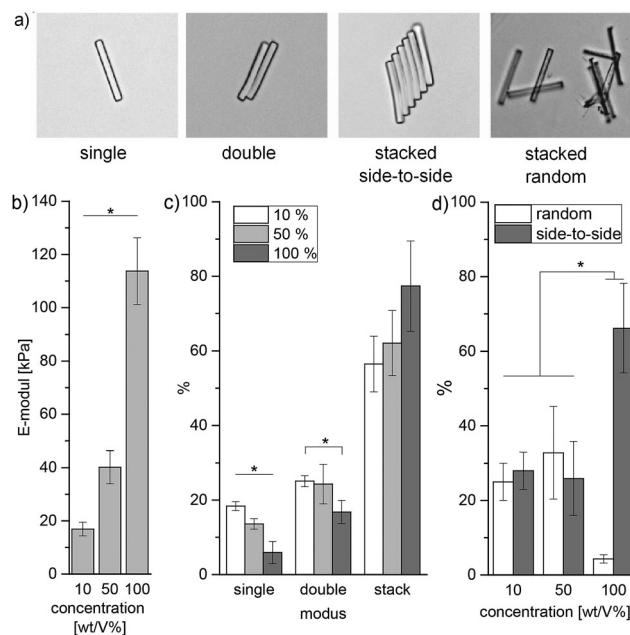 a)
single
double
stacked
side-to-side
stacked
random
b)
140
120
100
80
60
40
20
0
E-modul [kPa]
*
10 50 100
concentration
[wt/V%]
c)
100
80
60
40
20
0
%
10 %
50 %
100 %
*
*
single double stack
modus
d)
100
80
60
40
20
0
%
random
side-to-side
*
10 50 100
concentration [wt/V%]